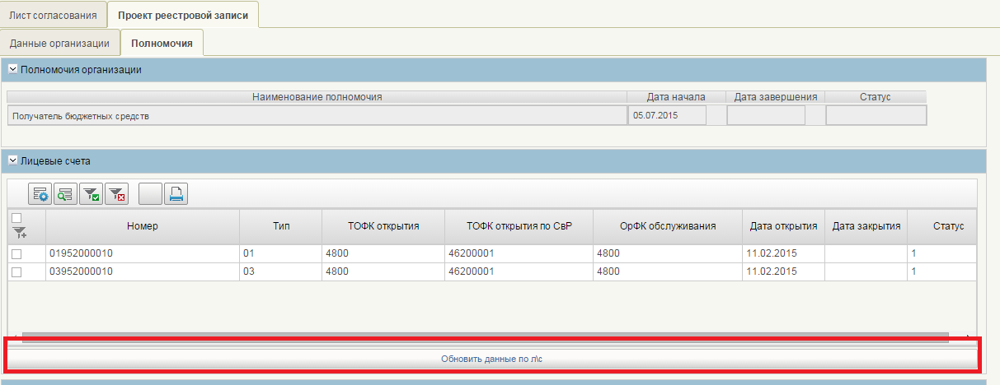 Лист согласования Проект реестровой записи
Данные организации Полномочия
Полномочия организации
Наименование полномочия Дата начала Дата завершения Статус
Получатель бюджетных средств 05.07.2015
Лицевые счета
Номер Тип ТОФК открытия ТОФК открытия по СвР ОрФК обслуживания Дата открытия Дата закрытия Статус
01952000010 01 4800 46200001 4800 11.02.2015 1
03952000010 03 4800 46200001 4800 11.02.2015 1
Обновить данные по л\с